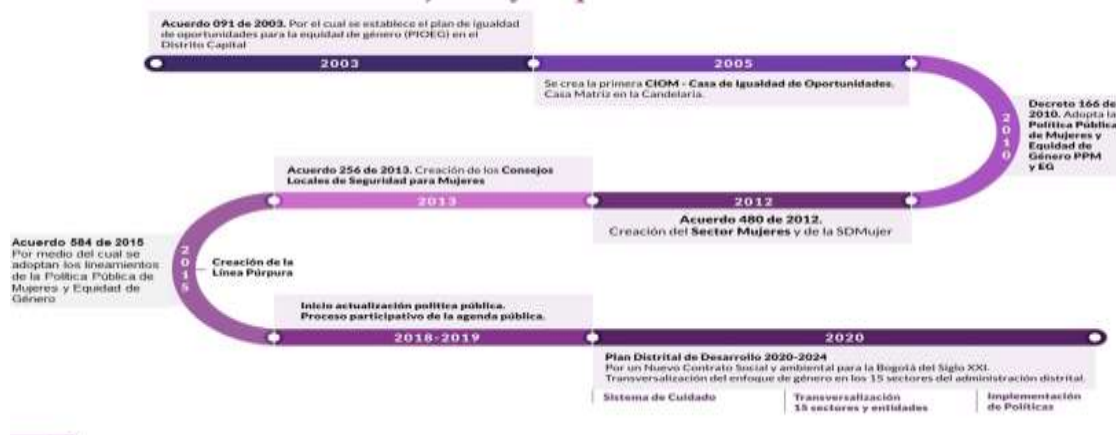 Acuerdo 091 de 2003. Por el cual se establece el plan de igualdad
de oportunidades para la equidad de género (PIOEG) en el
Distrito Capital
2003
2005
Se crea la primera CIOM - Casa de Igualdad de Oportunidades.
Casa Matriz en la Candelaria.
2010
Decreto 166 de
2010. Adopta la
Política Pública
de Mujeres y
Equidad de
Género PPM
y EG
Acuerdo 256 de 2013. Creación de los Consejos
Locales de Seguridad para Mujeres
2013
2012
Acuerdo 480 de 2012.
Creación del Sector Mujeres y de la SDMujer
Acuerdo 584 de 2015
Por medio del cual se
adoptan los lineamientos
de la Política Pública de
Mujeres y Equidad de
Género
2015
Creación de la
Línea Púrpura
Inicio actualización política pública.
Proceso participativo de la agenda pública.
2018-2019
2020
Plan Distrital de Desarrollo 2020-2024
Por un Nuevo Contrato Social y ambiental para la Bogotá del Siglo XXI.
Transversalización del enfoque de género en los 15 sectores del administración distrital.
Sistema de Cuidado
Transversalización
15 sectores y entidades
Implementación
de Políticas